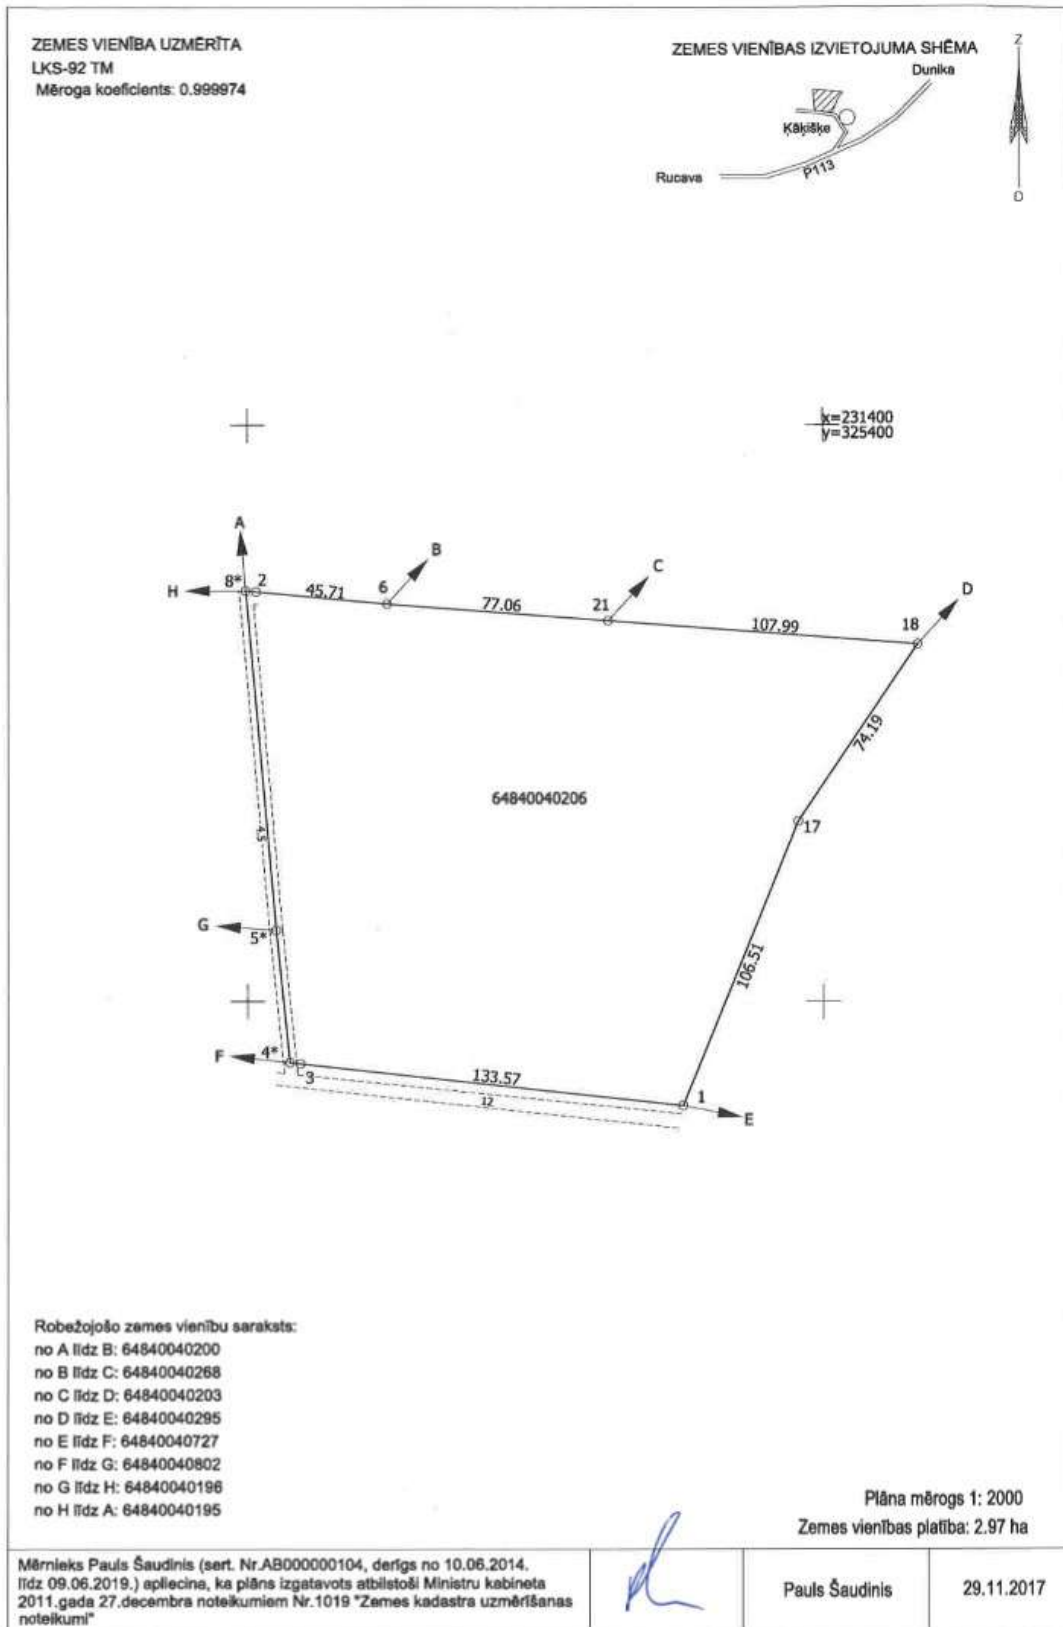 ZEMES VIENĪBA UZMĒRĪTA
LKS-92 TM
Mēroga koeficients: 0.999974
ZEMES VIENĪBAS IZVIETOJUMA SHĒMA
Z
Dunika
Ķāķišķe
Rucava
P113
D
x=231400
y=325400
A
B
C
D
H
8*
2
45.71
6
77.06
21
107.99
18
74.19
64840040206
4.5
17
G
5*
106.51
F
4*
3
133.57
12
1
E
Robežojošo zemes vienību saraksts:
no A līdz B: 64840040200
no B līdz C: 64840040268
no C līdz D: 64840040203
no D līdz E: 64840040295
no E līdz F: 64840040727
no F līdz G: 64840040802
no G līdz H: 64840040196
no H līdz A: 64840040195
Plāna mērogs 1: 2000
Zemes vienības platība: 2.97 ha
Mērnieks Pauls Šaudinis (sert. Nr.AB000000104, derīgs no 10.06.2014.
līdz 09.06.2019.) apliecina, ka plāns izgatavots atbilstoši Ministru kabineta
2011.gada 27.decembra noteikumiem Nr.1019 "Zemes kadastra uzmērīšanas
noteikumi"
Pauls Šaudinis
29.11.2017